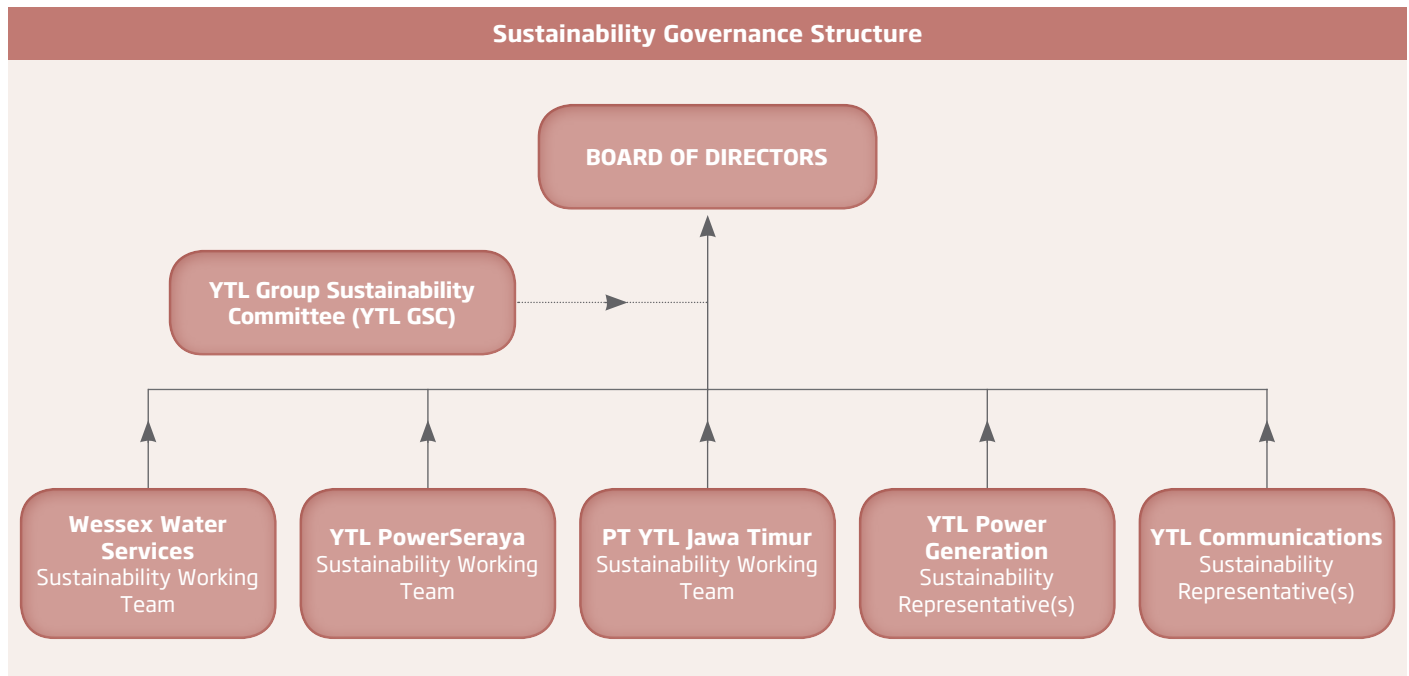 Sustainability Governance Structure
BOARD OF DIRECTORS
YTL Group Sustainability
Committee (YTL GSC)
Wessex Water
Services
Sustainability Working
Team
YTL PowerSeraya
Sustainability Working
Team
PT YTL Jawa Timur
Sustainability Working
Team
YTL Power
Generation
Sustainability
Representative(s)
YTL Communications
Sustainability
Representative(s)